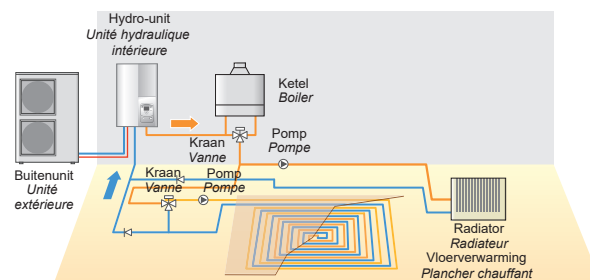 Hydro-unit
Unité hydraulique
intérieure
Ketel
Boiler
Kraan
Vanne
Pomp
Pompe
Buitenunit
Unité
extérieure
Kraan
Vanne
Pomp
Pompe
Radiator
Radiateur
Vloerverwarming
Plancher chauffant